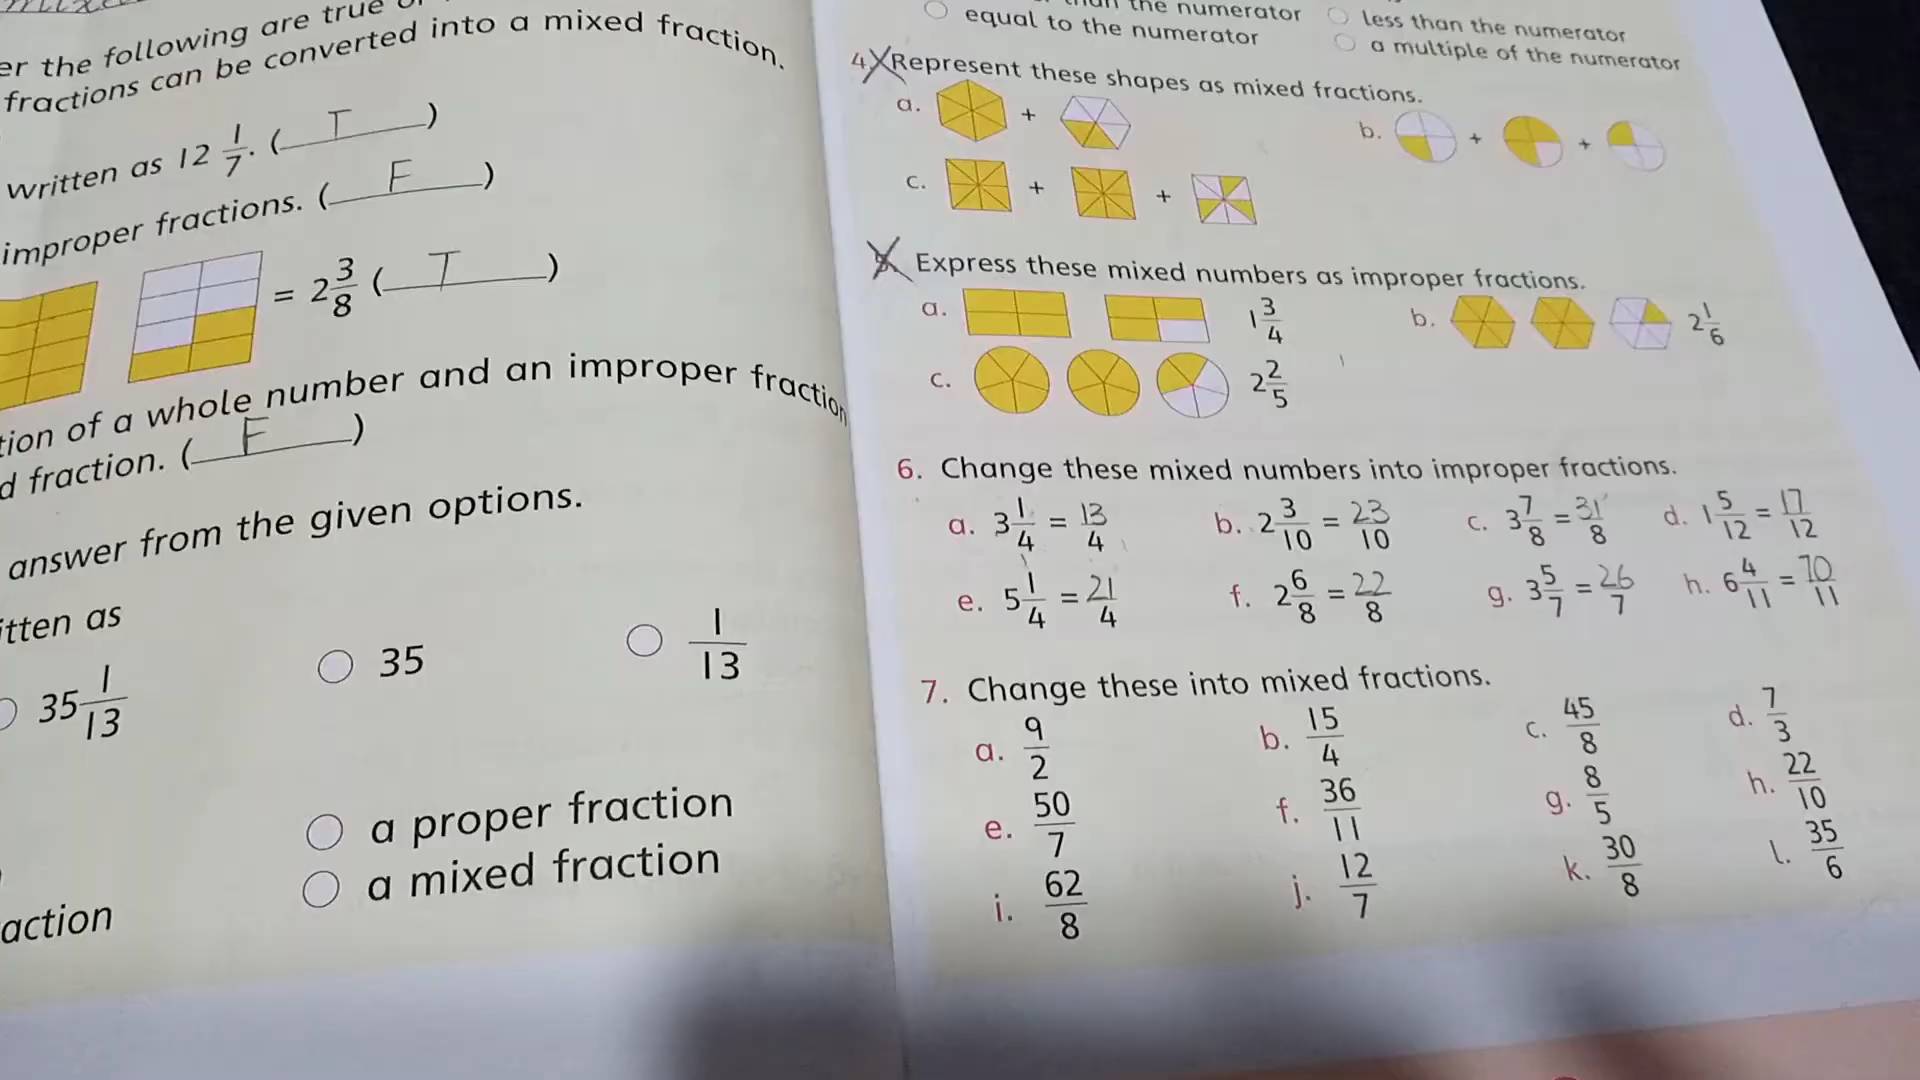 er the following are true
fractions can be converted into a mixed fraction.
written as 12 1/7. ( T )
improper fractions. ( F )
= 2 3/8 ( T )
tion of a whole number and an improper fraction
d fraction. ( F )
answer from the given options.
itten as
35 1/13
35
1/13
a proper fraction
a mixed fraction
action
the numerator
less than the numerator
equal to the numerator
a multiple of the numerator
4. Represent these shapes as mixed fractions.
a. + b. + +
c. + +
Express these mixed numbers as improper fractions.
a. 1 3/4 b. 2 1/6
c. 2 2/5
6. Change these mixed numbers into improper fractions.
a. 3 1/4 = 13/4 b. 2 3/10 = 23/10 c. 3 7/8 = 31/8 d. 1 5/12 = 17/12
e. 5 1/4 = 21/4 f. 2 6/8 = 22/8 g. 3 5/7 = 26/7 h. 6 4/11 = 70/11
7. Change these into mixed fractions.
a. 9/2 b. 15/4 c. 45/8 d. 7/3
e. 50/7 f. 36/11 g. 8/5 h. 22/10
i. 62/8 j. 12/7 k. 30/8 l. 35/6